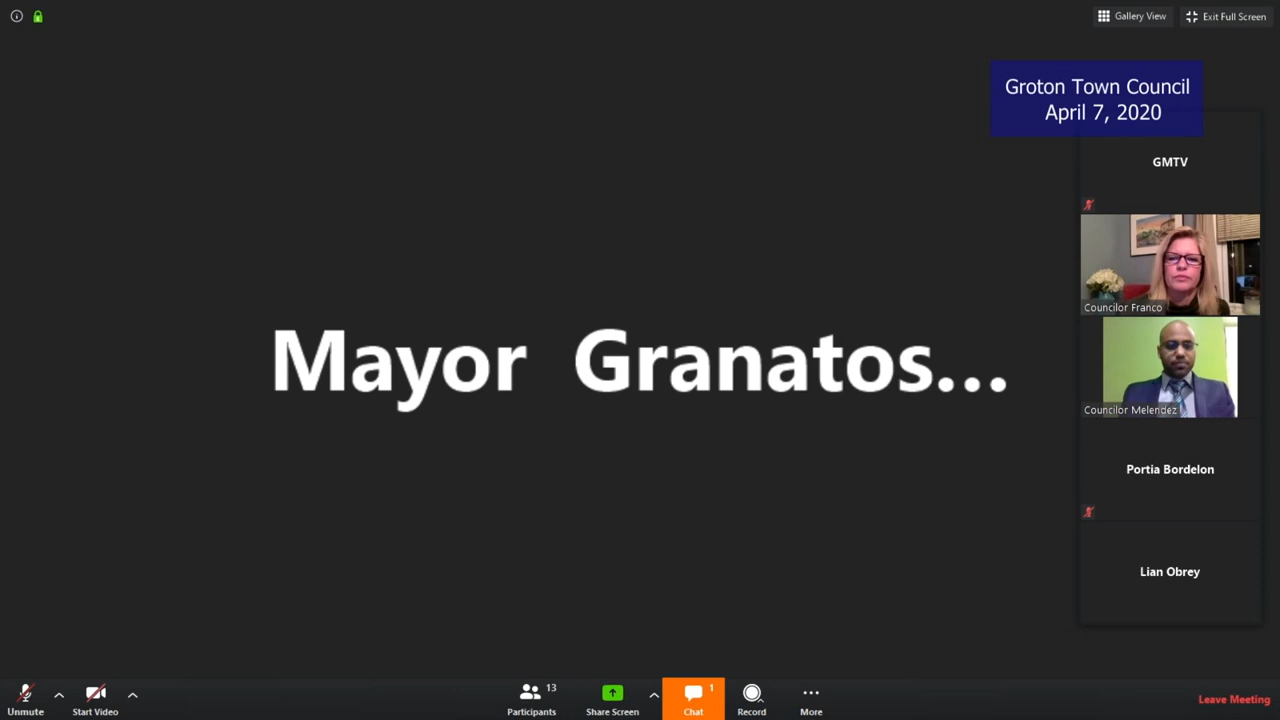 Gallery View
Exit Full Screen
Groton Town Council
April 7, 2020
GMTV
Councilor Franco
Mayor Granatos...
Councilor Melendez
Portia Bordelon
Lian Obrey
Unmute
Start Video
13
Participants
Share Screen
1
Chat
Record
More
Leave Meeting